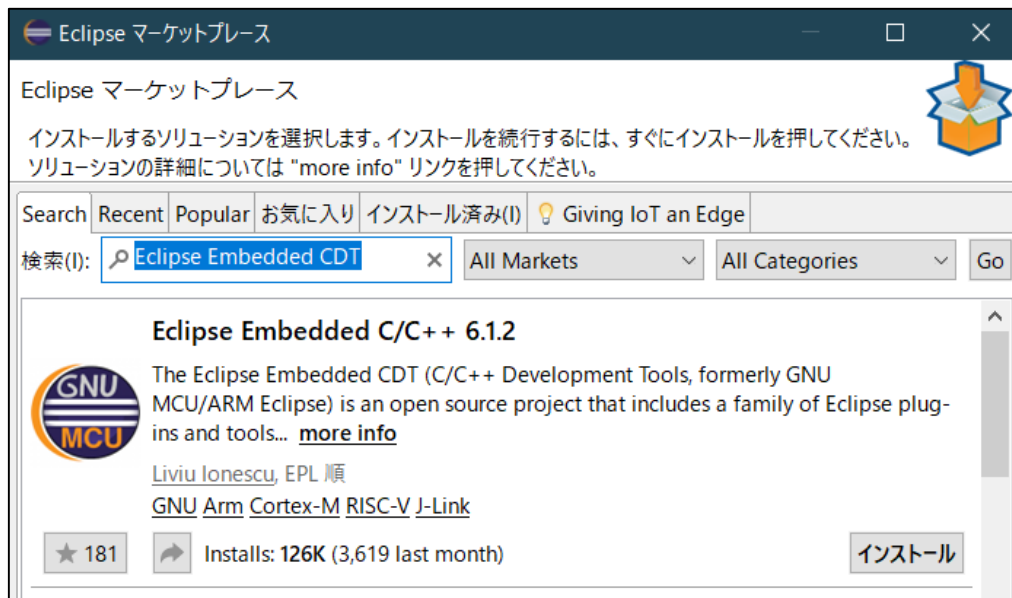 Eclipse マーケットプレース
Eclipse マーケットプレース
インストールするソリューションを選択します。インストールを続行するには、すぐにインストールを押してください。
ソリューションの詳細については "more info" リンクを押してください。
Search Recent Popular お気に入り インストール済み(I) Giving IoT an Edge
検索(I): Eclipse Embedded CDT All Markets All Categories Go
Eclipse Embedded C/C++ 6.1.2
GNU
MCU
The Eclipse Embedded CDT (C/C++ Development Tools, formerly GNU
MCU/ARM Eclipse) is an open source project that includes a family of Eclipse plug-
ins and tools... more info
Liviu Ionescu, EPL 順
GNU Arm Cortex-M RISC-V J-Link
181 Installs: 126K (3,619 last month) インストール